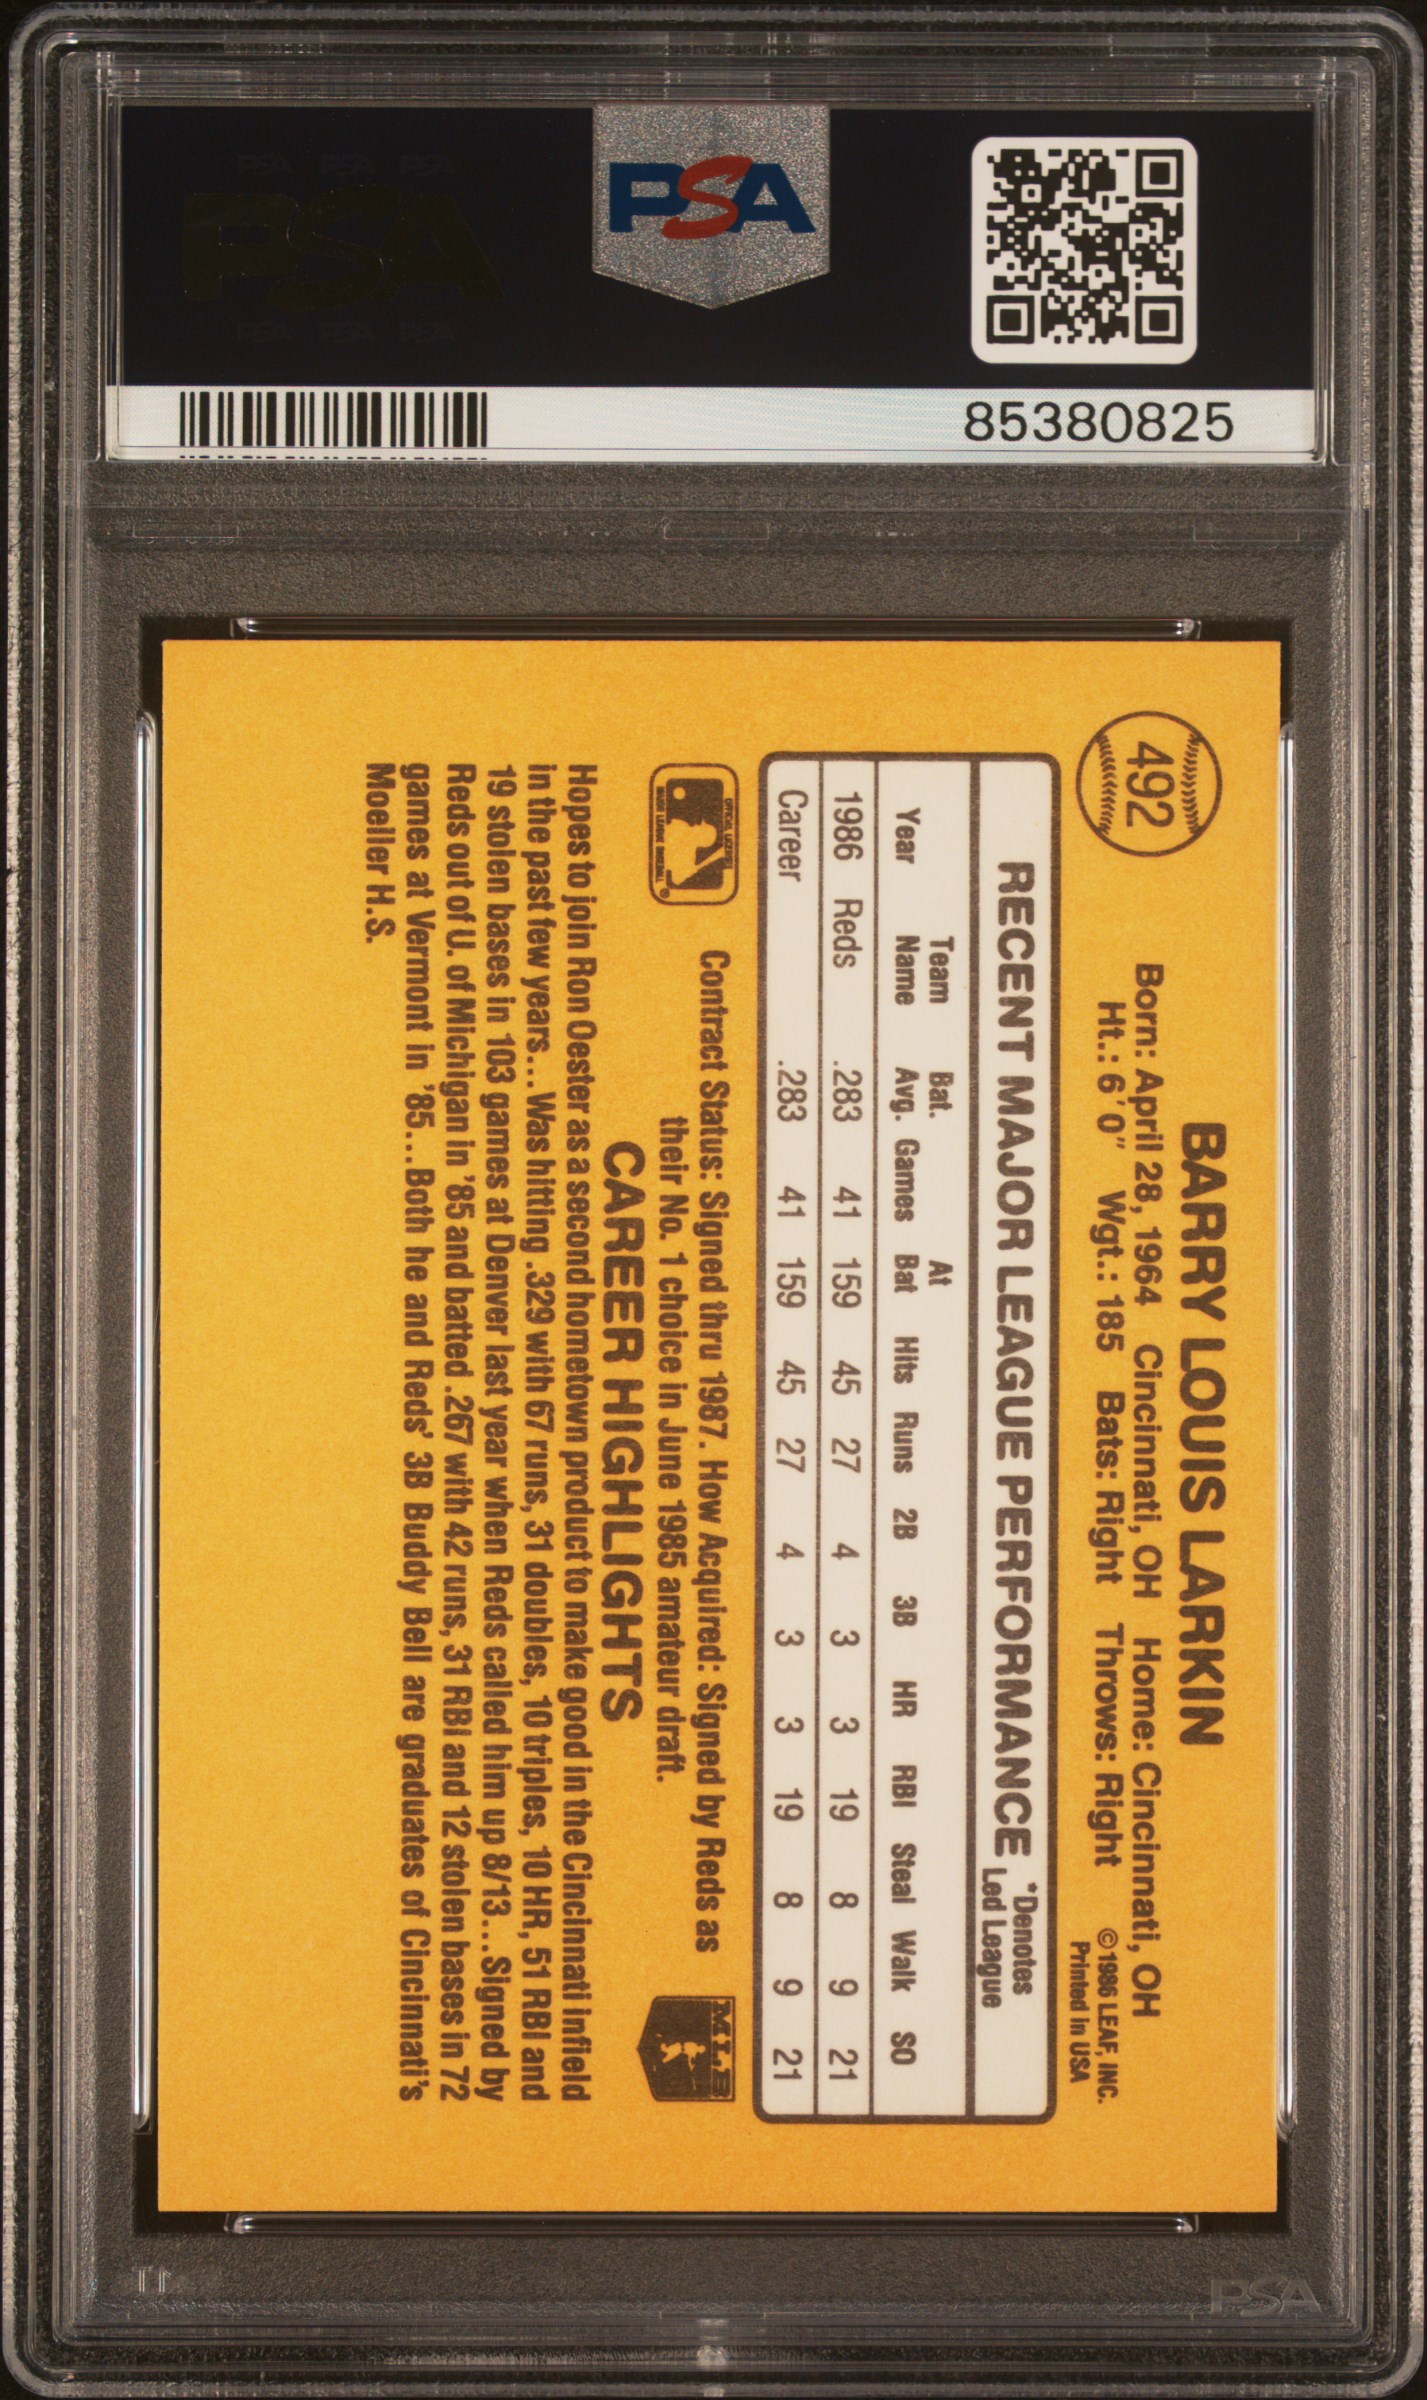 PSA
PSA
85380825
492
BARRY LOUIS LARKIN
Born: April 28, 1964 Cincinnati, OH Home: Cincinnati, OH
Ht.: 6'0" Wgt.: 185 Bats: Right Throws: Right
©1986 LEAF, INC.
Printed in USA
RECENT MAJOR LEAGUE PERFORMANCE *Denotes Led League
Year Team Name Bat. Avg. Games At Bat Hits Runs 2B 3B HR RBI Steal Walk SO
1986 Reds .283 41 159 45 27 4 3 3 19 8 9 21
Career .283 41 159 45 27 4 3 3 19 8 9 21
Contract Status: Signed thru 1987. How Acquired: Signed by Reds as
their No. 1 choice in June 1985 amateur draft.
MLB
CAREER HIGHLIGHTS
Hopes to join Ron Oester as a second hometown product to make good in the Cincinnati infield
in the past few years... Was hitting .329 with 67 runs, 31 doubles, 10 triples, 10 HR, 51 RBI and
19 stolen bases in 103 games at Denver last year when Reds called him up 8/13... Signed by
Reds out of U. of Michigan in '85 and batted .267 with 42 runs, 31 RBI and 12 stolen bases in 72
games at Vermont in '85... Both he and Reds' 3B Buddy Bell are graduates of Cincinnati's
Moeller H.S.
PSA